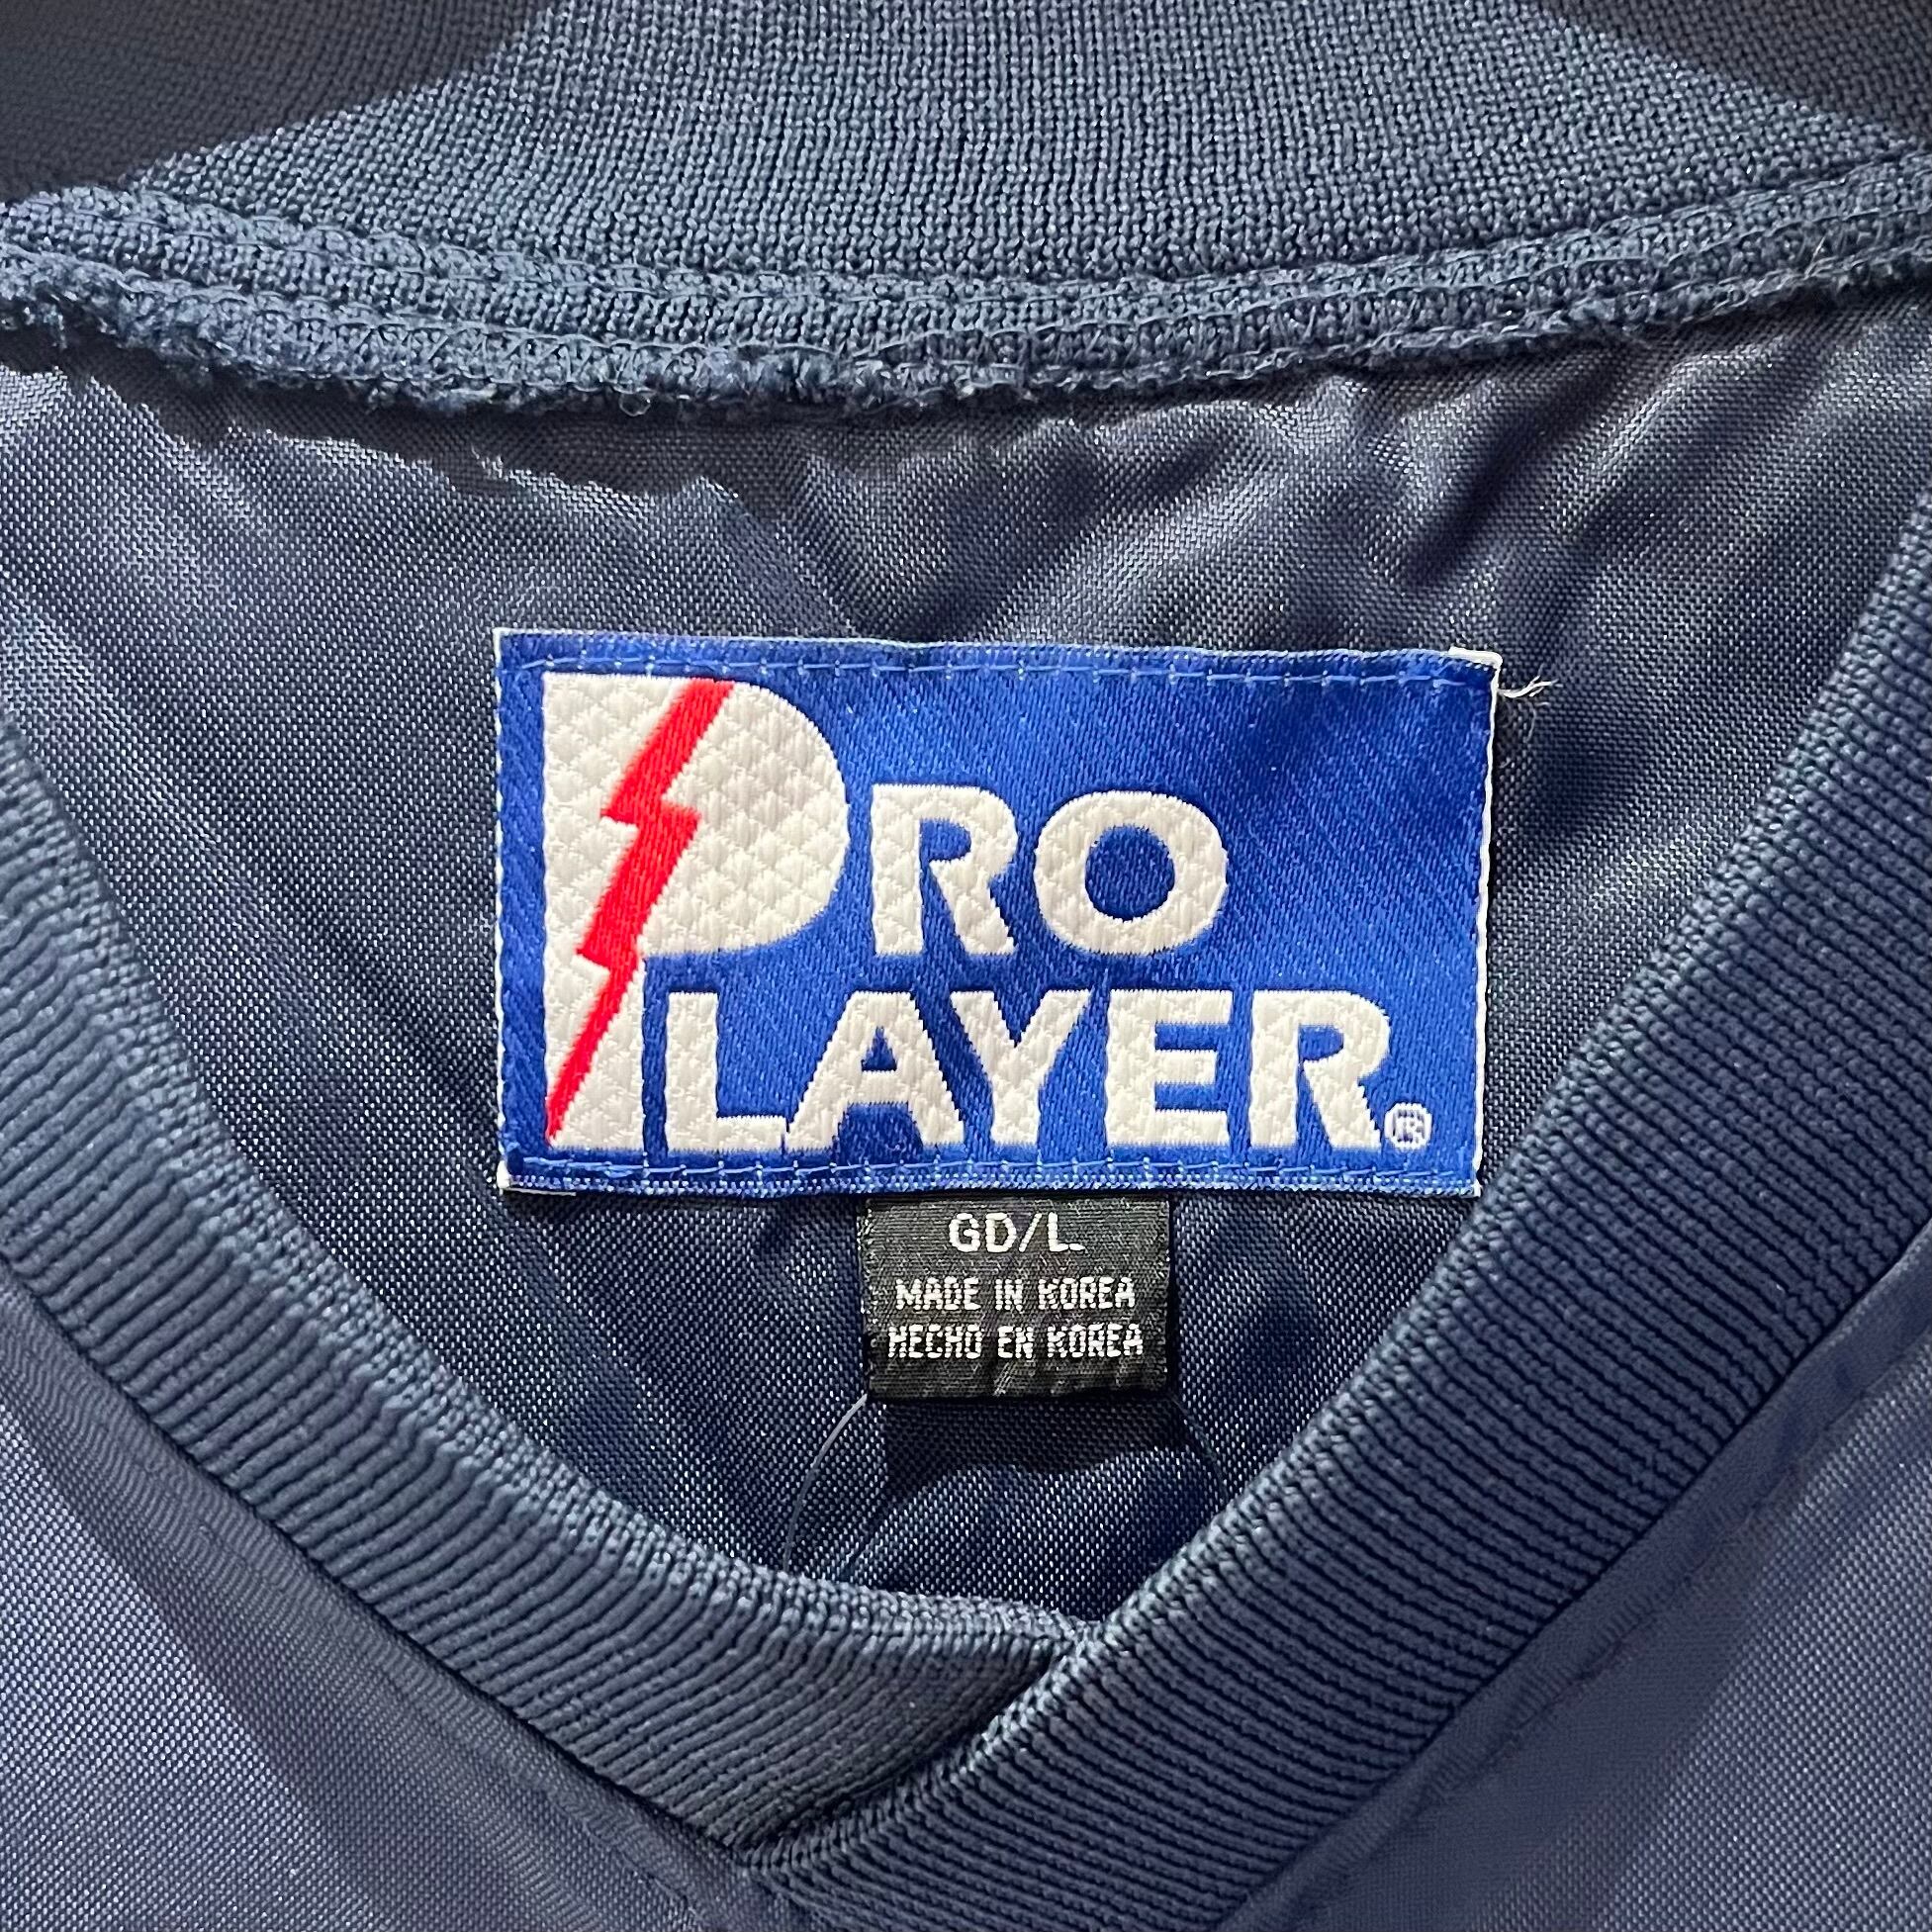 PRO
PLAYER®
GD/L
MADE IN KOREA
HECHO EN KOREA